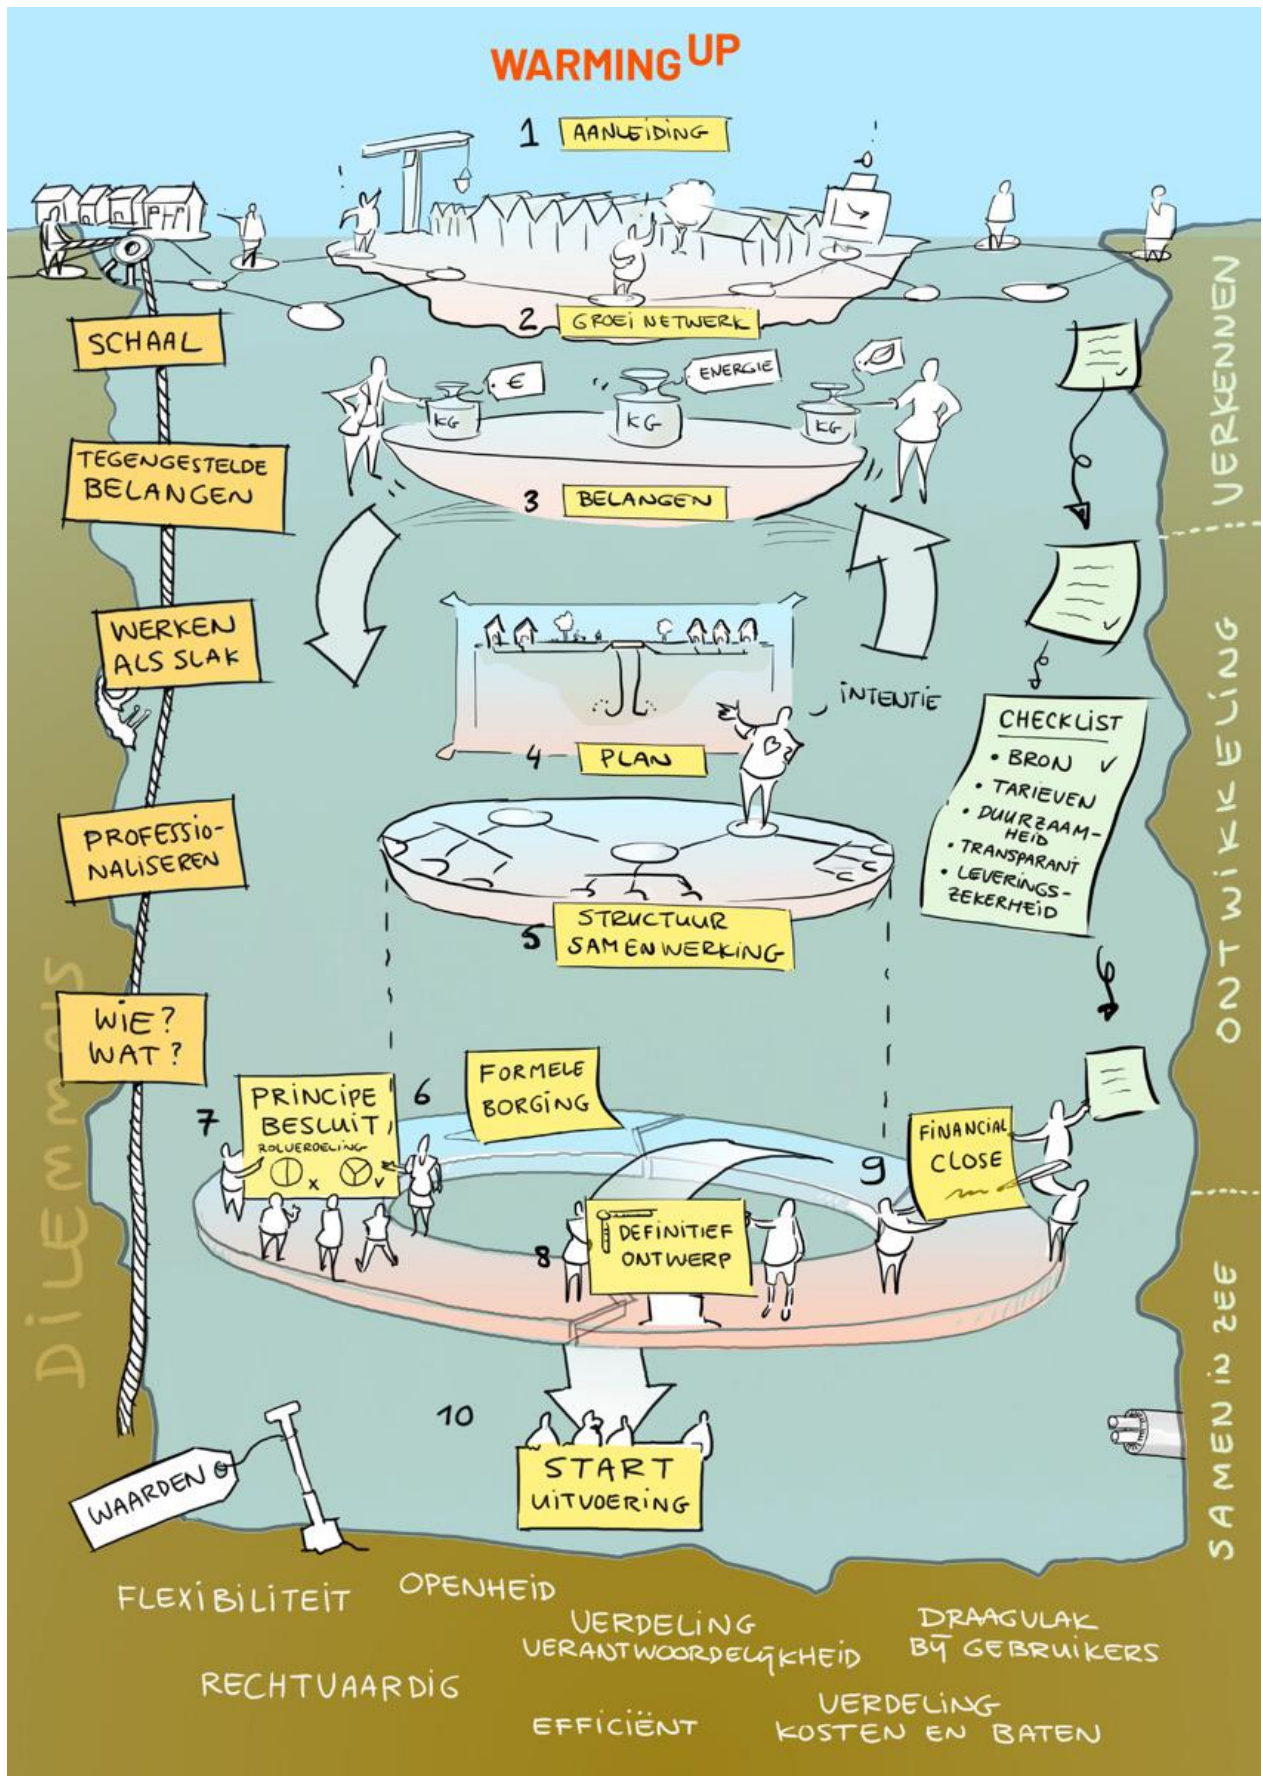 WARMING UP
1 AANLEIDING
2 GROEI NETWERK
SCHAAL
€
ENERGIE
KG
KG
KG
TEGENGESTELDE
BELANGEN
3 BELANGEN
VERKENNEN
WERKEN
ALS SLAK
INTENTIE
4 PLAN
CHECKLIST
• BRON ✓
• TARIEVEN
• DUURZAAM-
HEID
• TRANSPARANT
• LEVERINGS-
ZEKERHEID
PROFESSIO-
NALISEREN
5 STRUCTUUR
SAMENWERKING
ONTWIKKELING
WIE?
WAT?
DILEMMA'S
6 FORMELE
BORGING
7 PRINCIPE
BESLUIT
ROLVERDELING
8 DEFINITIEF
ONTWERP
9 FINANCIAL
CLOSE
SAMEN IN ZEE
10 START
UITVOERING
WAARDEN
FLEXIBILITEIT
OPENHEID
VERDELING
VERANTWOORDELIJKHEID
DRAAGVLAK
BIJ GEBRUIKERS
RECHTVAARDIG
EFFICIËNT
VERDELING
KOSTEN EN BATEN